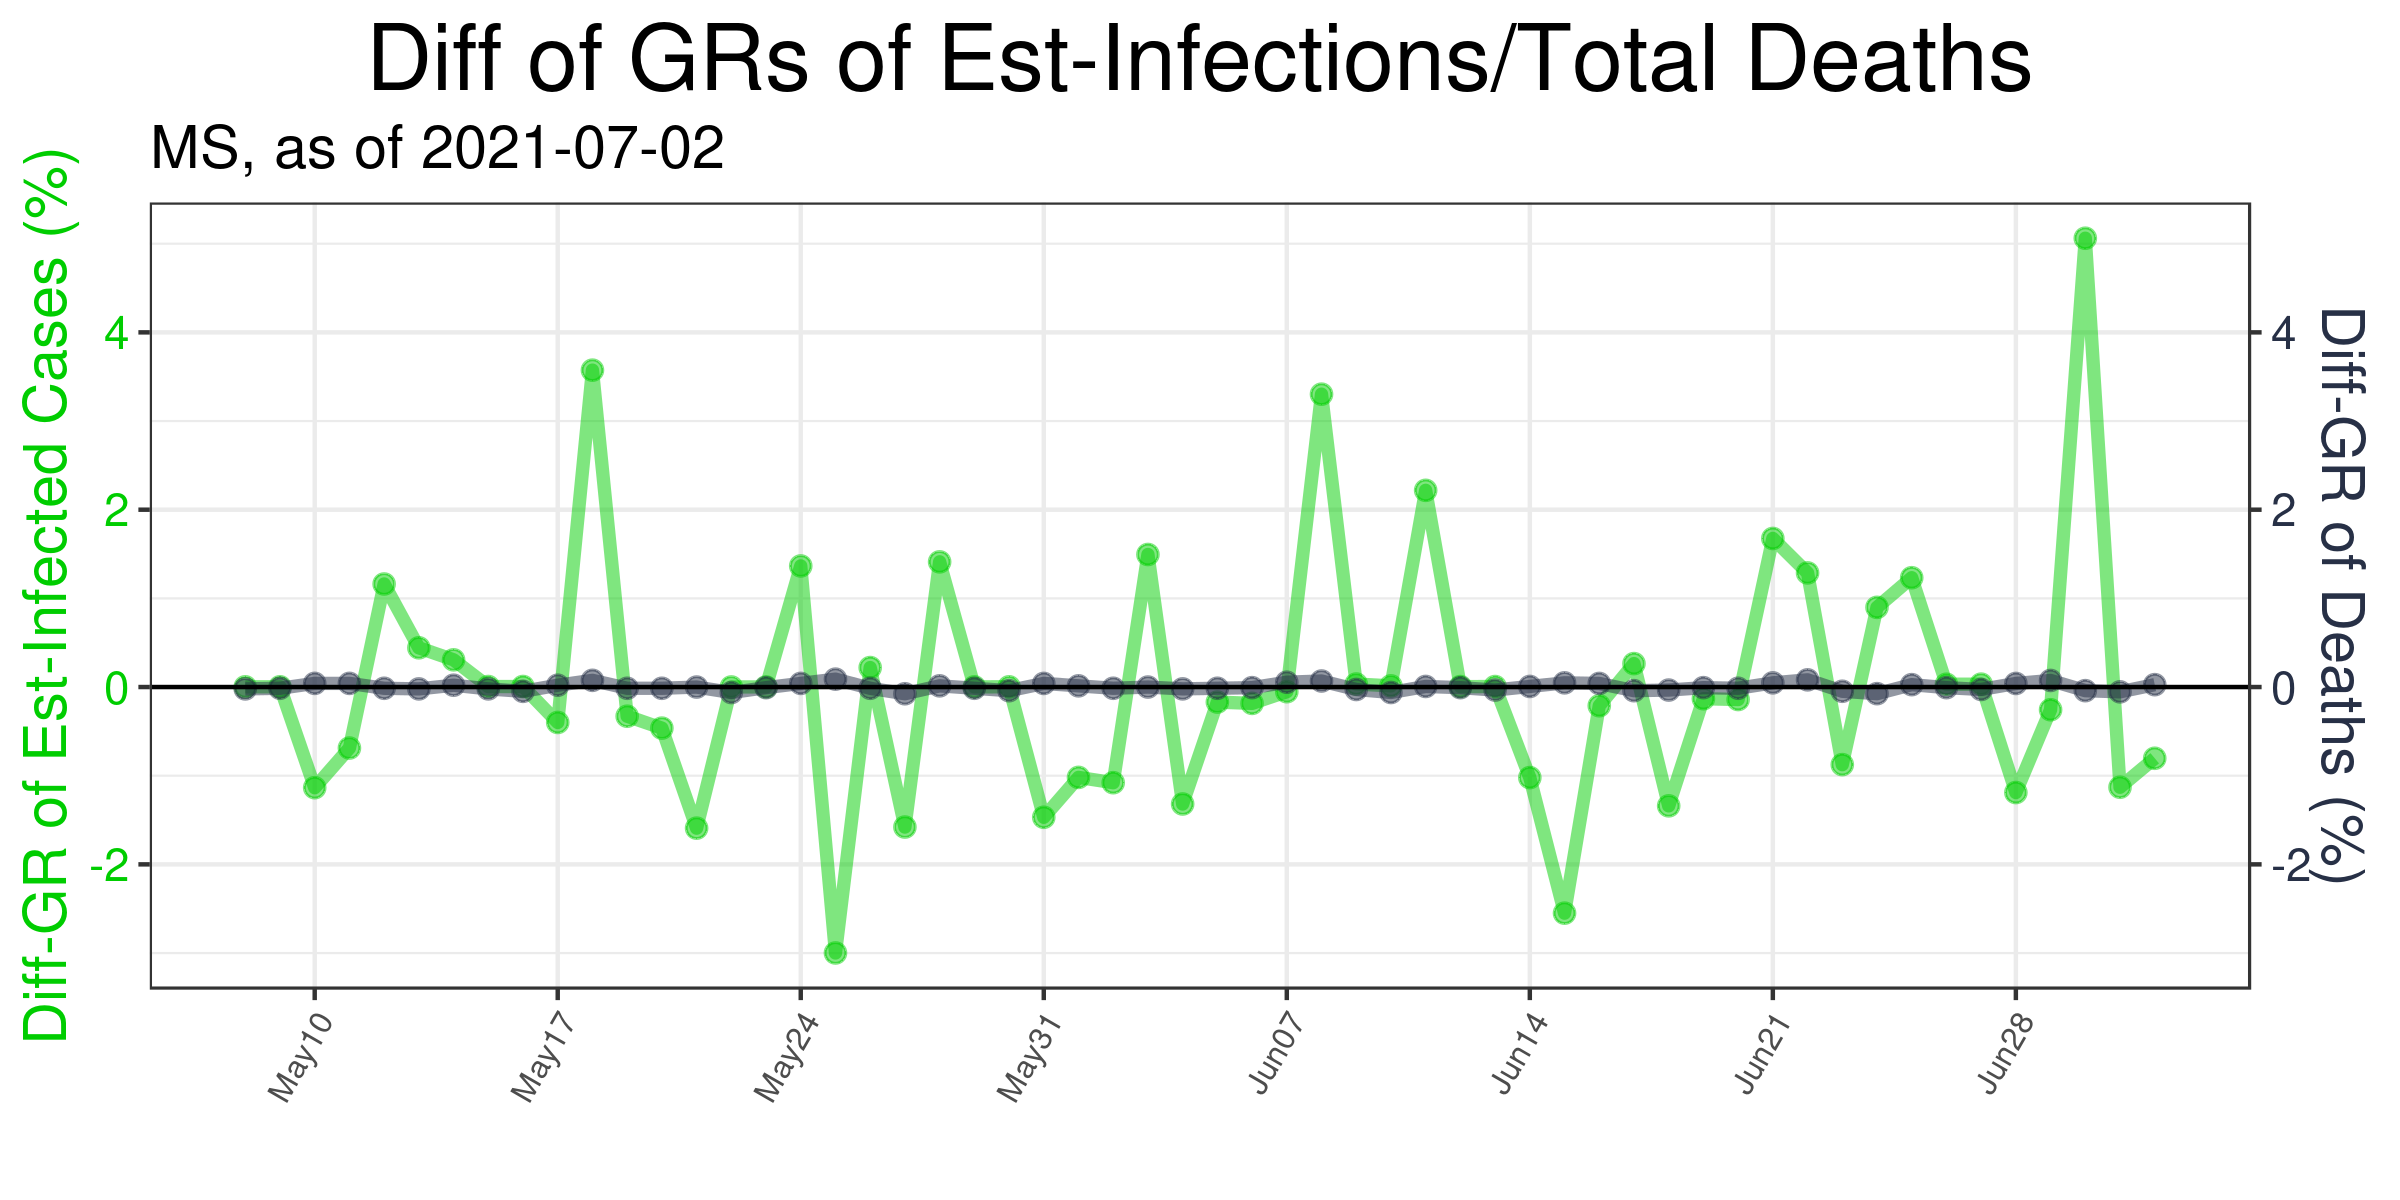 Diff of GRs of Est-Infections/Total Deaths
MS, as of 2021-07-02
Diff-GR of Est-Infected Cases (%)
4
2
0
-2
4
2
0
-2
Diff-GR of Deaths (%)
May10
May17
May24
May31
Jun07
Jun14
Jun21
Jun28